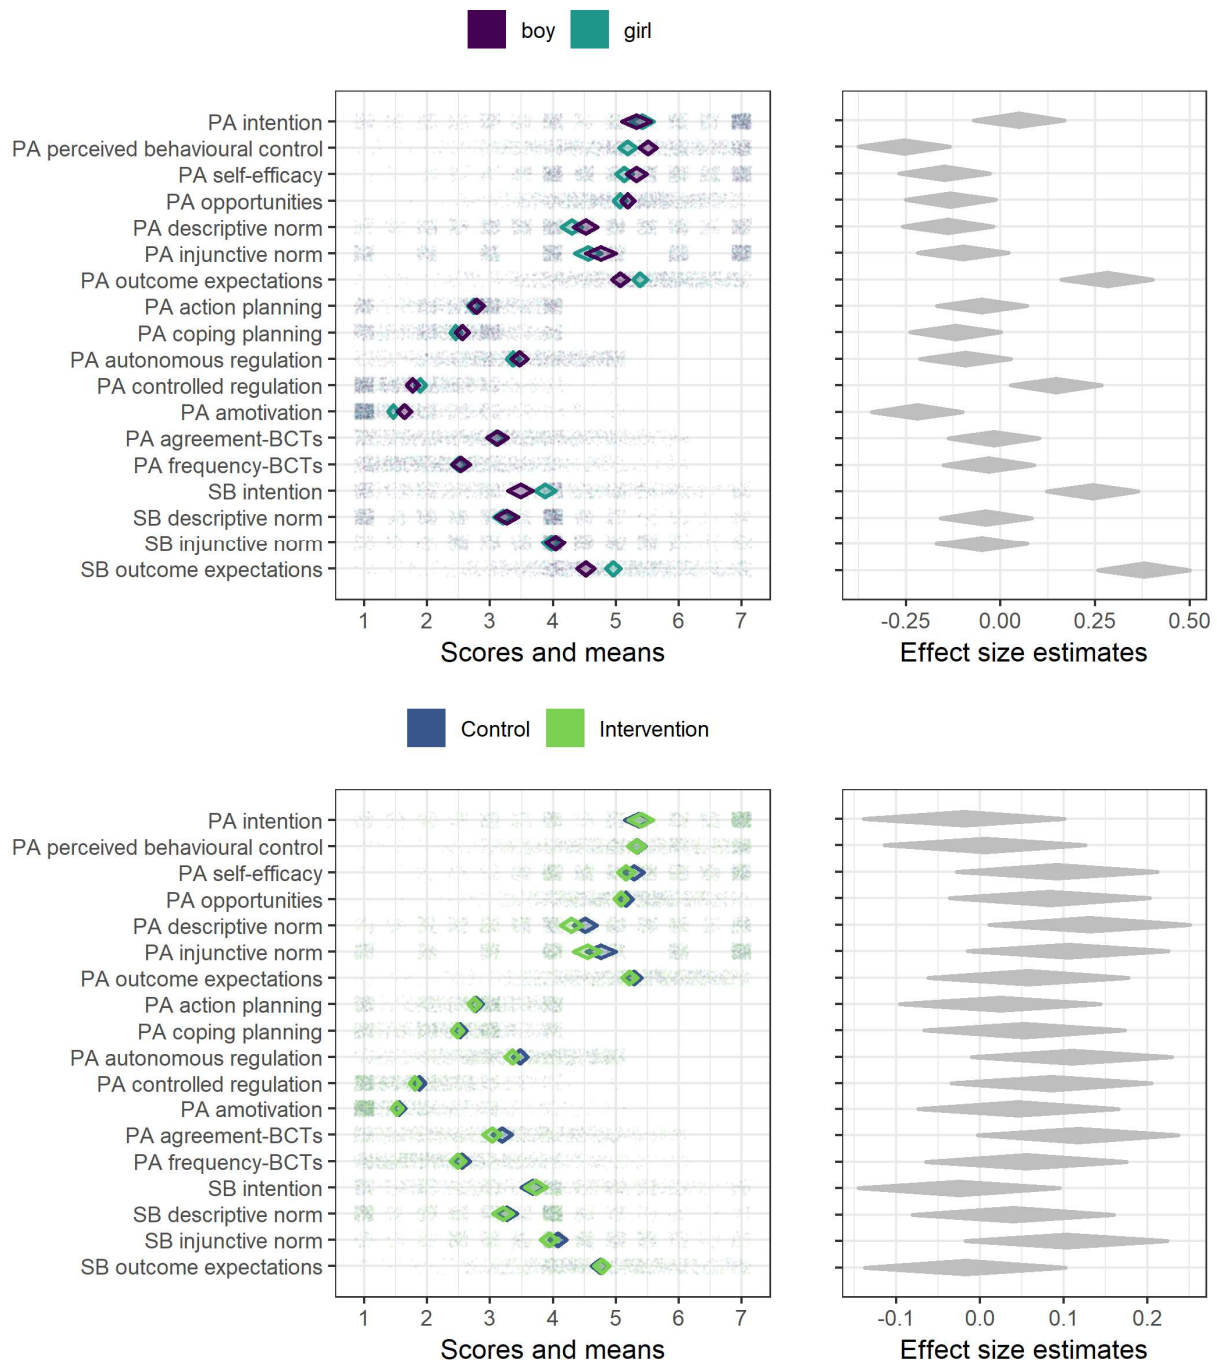 boy girl
PA intention
PA perceived behavioural control
PA self-efficacy
PA opportunities
PA descriptive norm
PA injunctive norm
PA outcome expectations
PA action planning
PA coping planning
PA autonomous regulation
PA controlled regulation
PA amotivation
PA agreement-BCTs
PA frequency-BCTs
SB intention
SB descriptive norm
SB injunctive norm
SB outcome expectations
1 2 3 4 5 6 7
Scores and means
-0.25 0.00 0.25 0.50
Effect size estimates
Control Intervention
PA intention
PA perceived behavioural control
PA self-efficacy
PA opportunities
PA descriptive norm
PA injunctive norm
PA outcome expectations
PA action planning
PA coping planning
PA autonomous regulation
PA controlled regulation
PA amotivation
PA agreement-BCTs
PA frequency-BCTs
SB intention
SB descriptive norm
SB injunctive norm
SB outcome expectations
1 2 3 4 5 6 7
Scores and means
-0.1 0.0 0.1 0.2
Effect size estimates